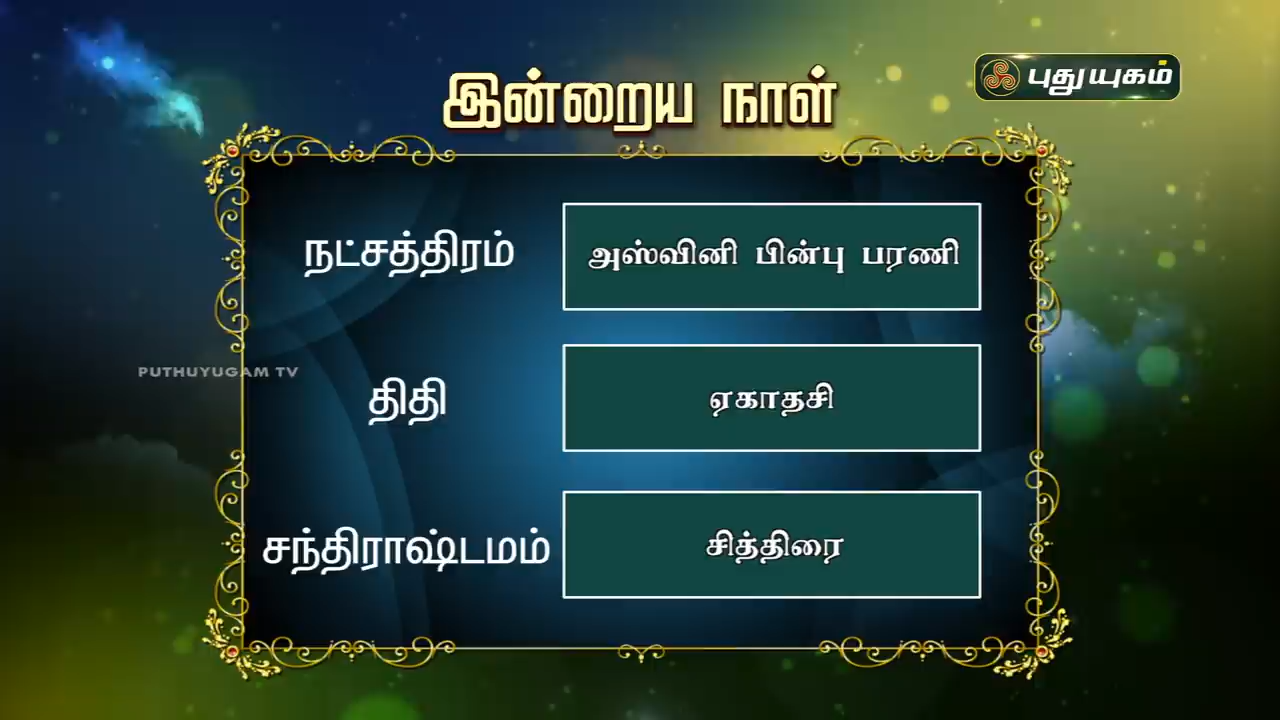 இன்றைய நாள்
புதுயுகம்
நட்சத்திரம்
அஸ்வினி பின்பு பரணி
PUTHUYUGAM TV
திதி
ஏகாதசி
சந்திராஷ்டமம்
சித்திரை